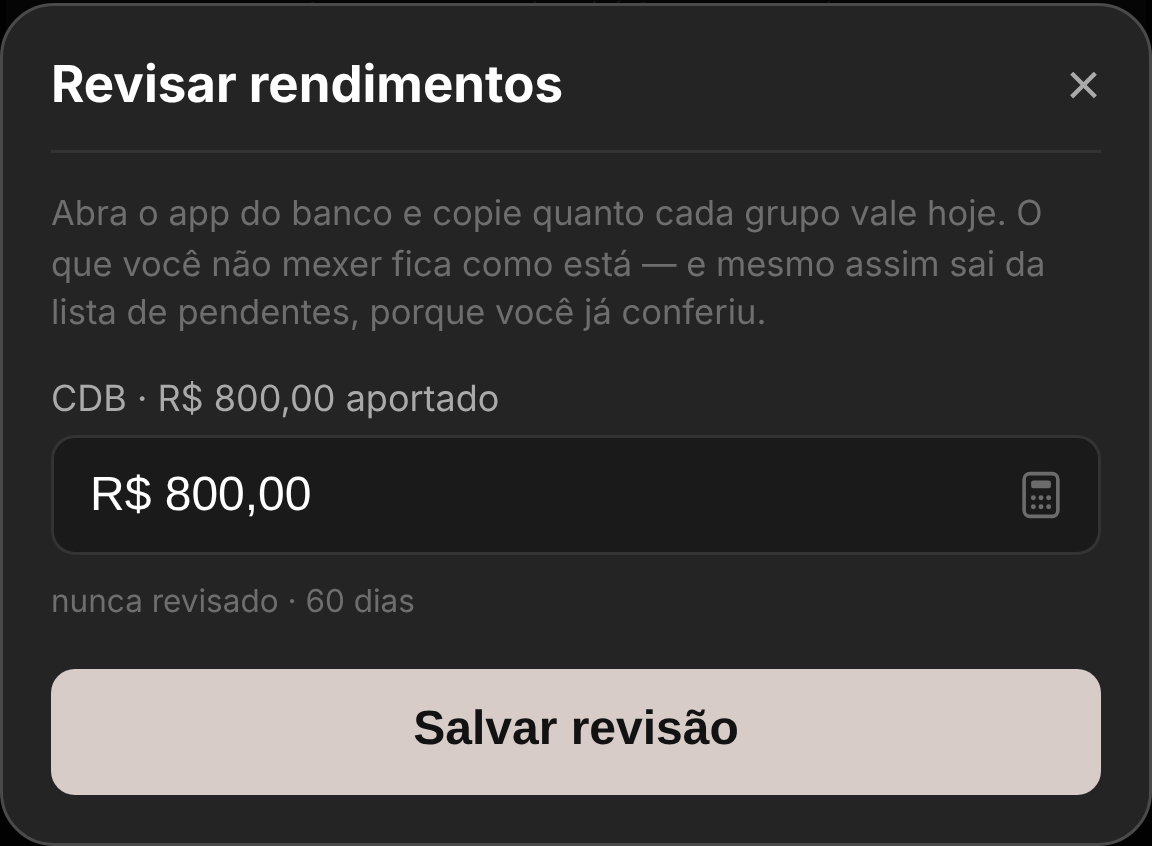 Revisar rendimentos
Abra o app do banco e copie quanto cada grupo vale hoje. O
que você não mexer fica como está — e mesmo assim sai da
lista de pendentes, porque você já conferiu.
CDB · R$ 800,00 aportado
R$ 800,00
nunca revisado · 60 dias
Salvar revisão